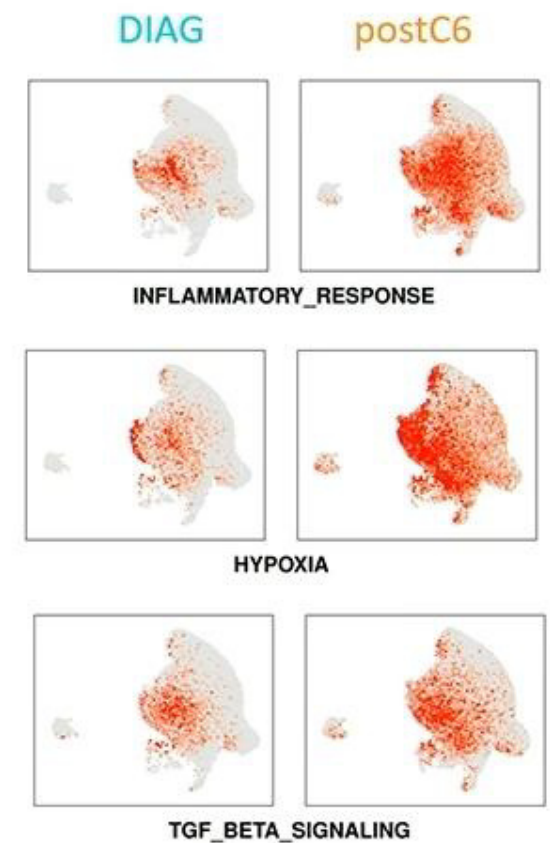 DIAG postC6
INFLAMMATORY_RESPONSE
HYPOXIA
TGF_BETA_SIGNALING